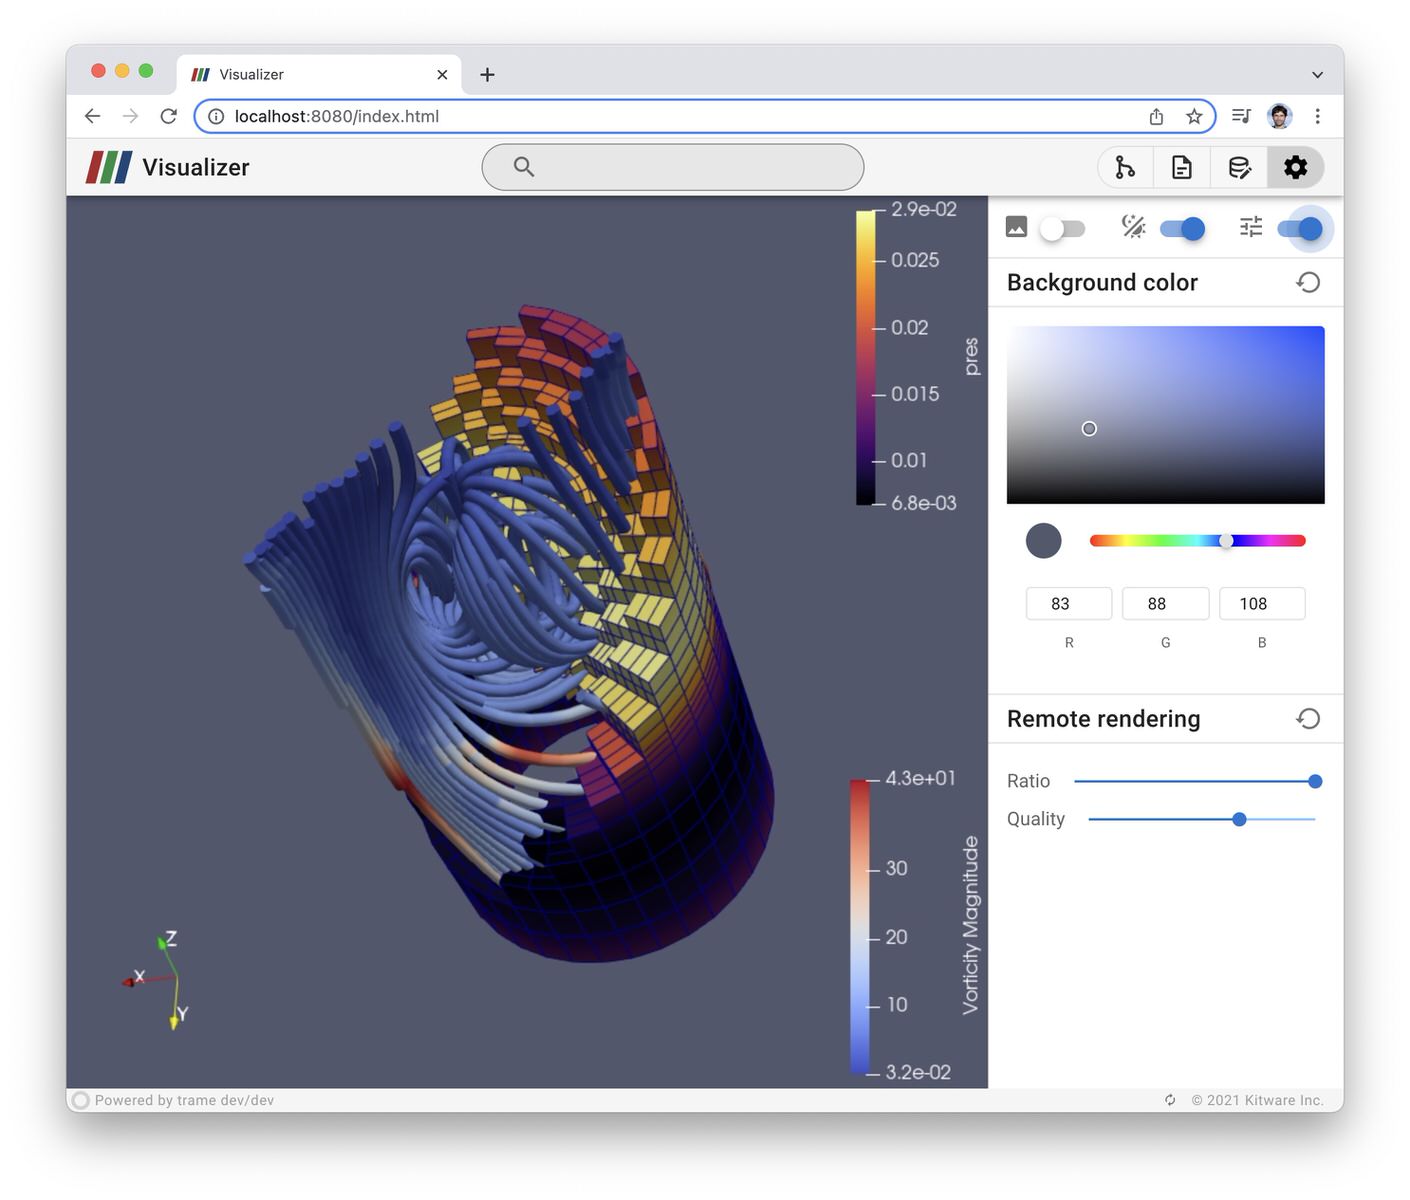 Visualizer
localhost:8080/index.html
Visualizer
2.9e-02
0.025
0.02
0.015
0.01
6.8e-03
pres
4.3e+01
30
20
10
3.2e-02
Vorticity Magnitude
Z
X
Y
Background color
83 88 108
R G B
Remote rendering
Ratio
Quality
Powered by trame dev/dev
© 2021 Kitware Inc.